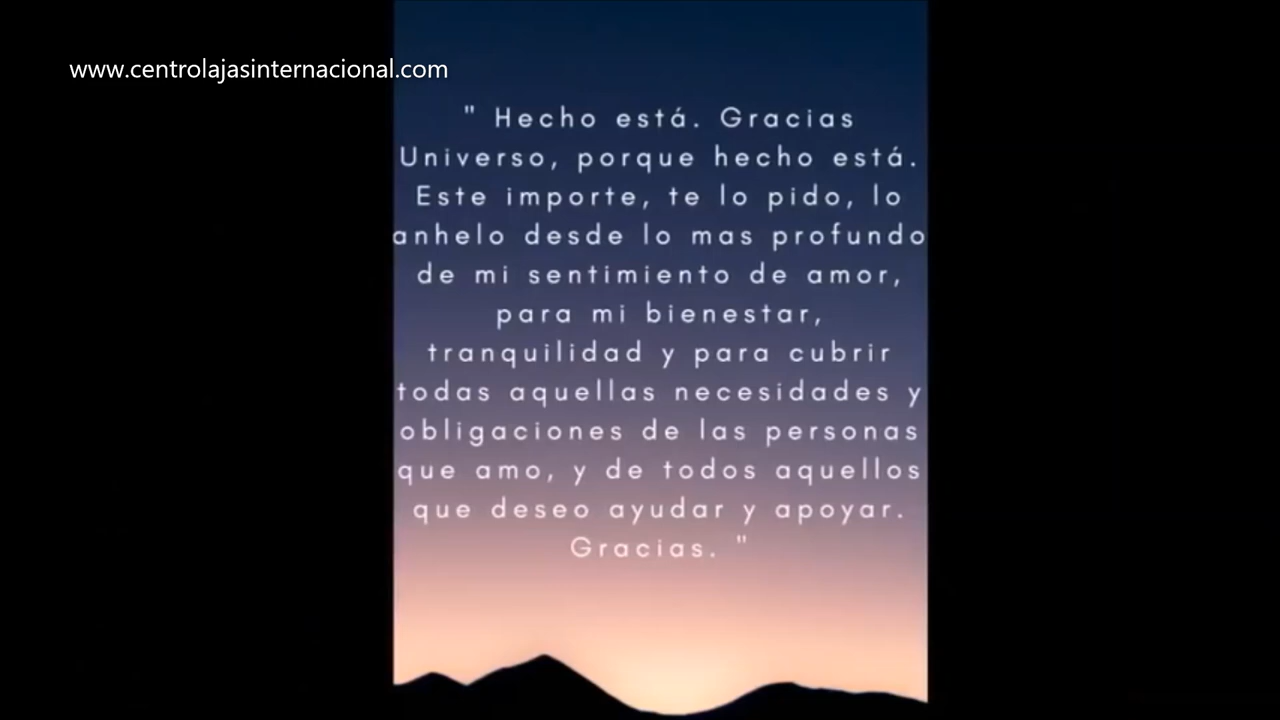 www.centrolajasinternacional.com
" Hecho está. Gracias
Universo, porque hecho está.
Este importe, te lo pido, lo
anhelo desde lo mas profundo
de mi sentimiento de amor,
para mi bienestar,
tranquilidad y para cubrir
todas aquellas necesidades y
obligaciones de las personas
que amo, y de todos aquellos
que deseo ayudar y apoyar.
Gracias. "